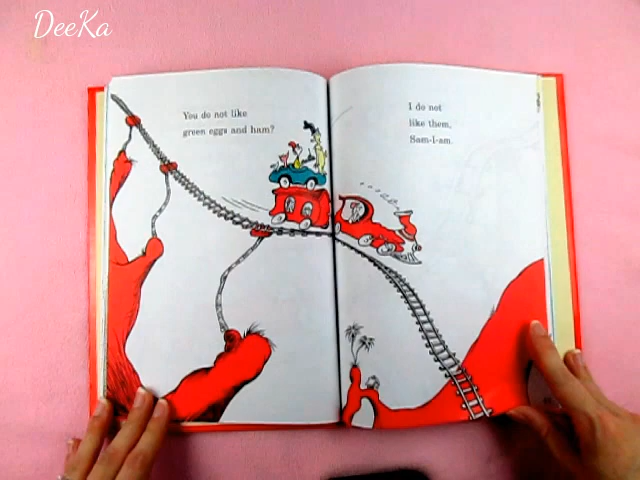 DeeKa
You do not like
green eggs and ham?
I do not
like them,
Sam-I-am.